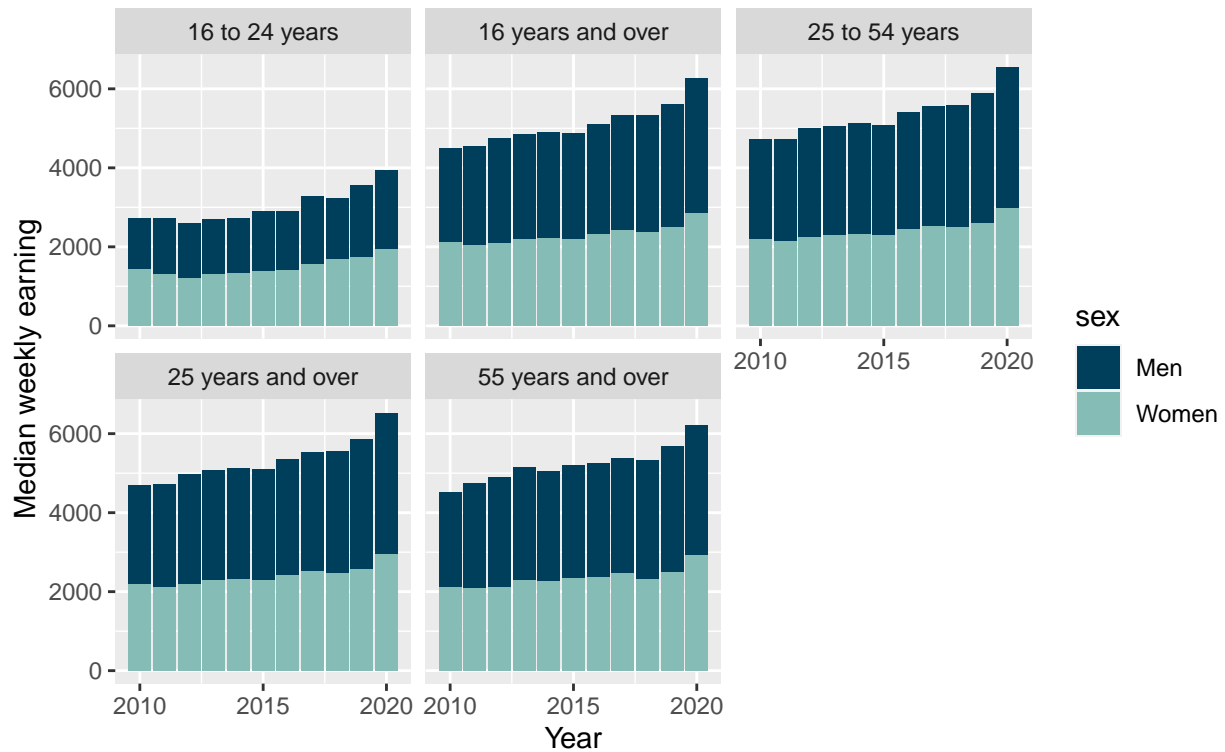 16 to 24 years
16 years and over
25 to 54 years
6000
4000
2000
0
2010
2015
2020
25 years and over
55 years and over
6000
4000
2000
0
2010
2015
2020
2010
2015
2020
Median weekly earning
Year
sex
Men
Women